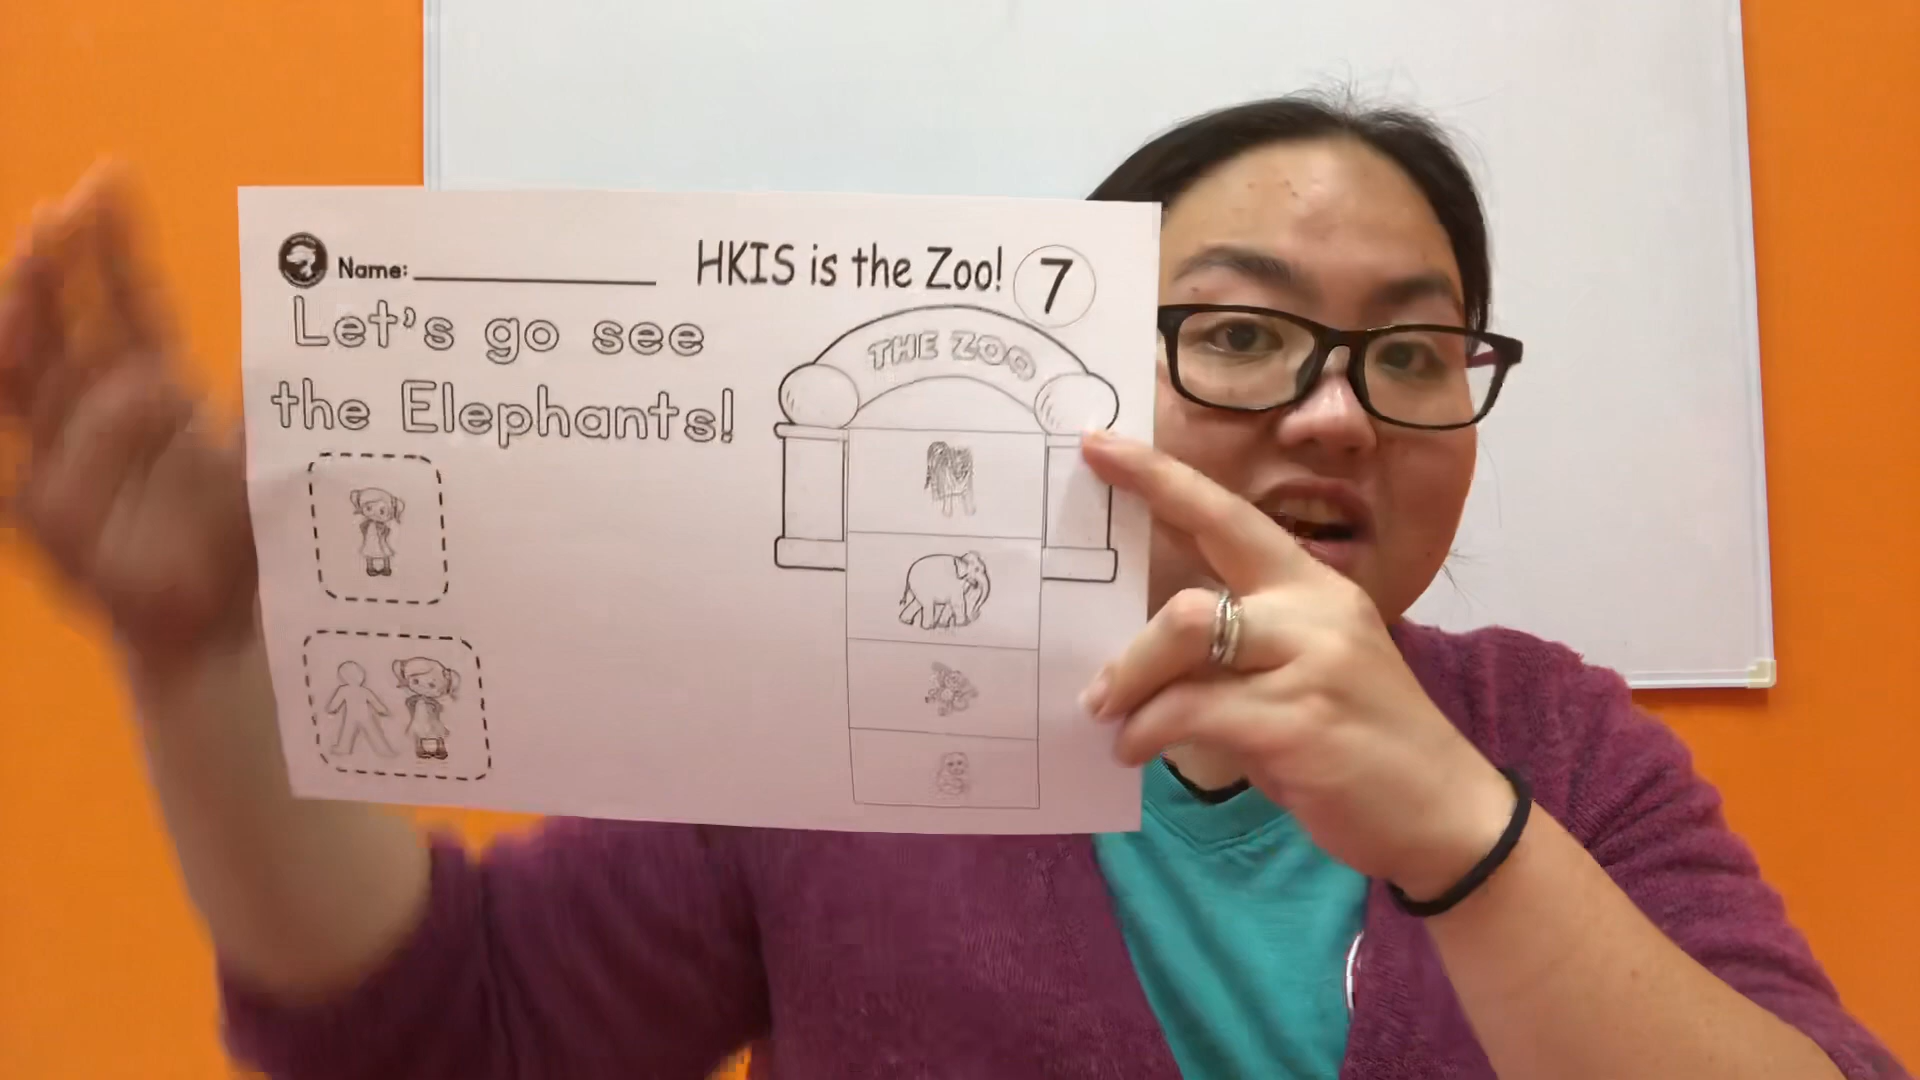 Name: HKIS is the Zoo! 7
Let's go see
the Elephants!
THE ZOO